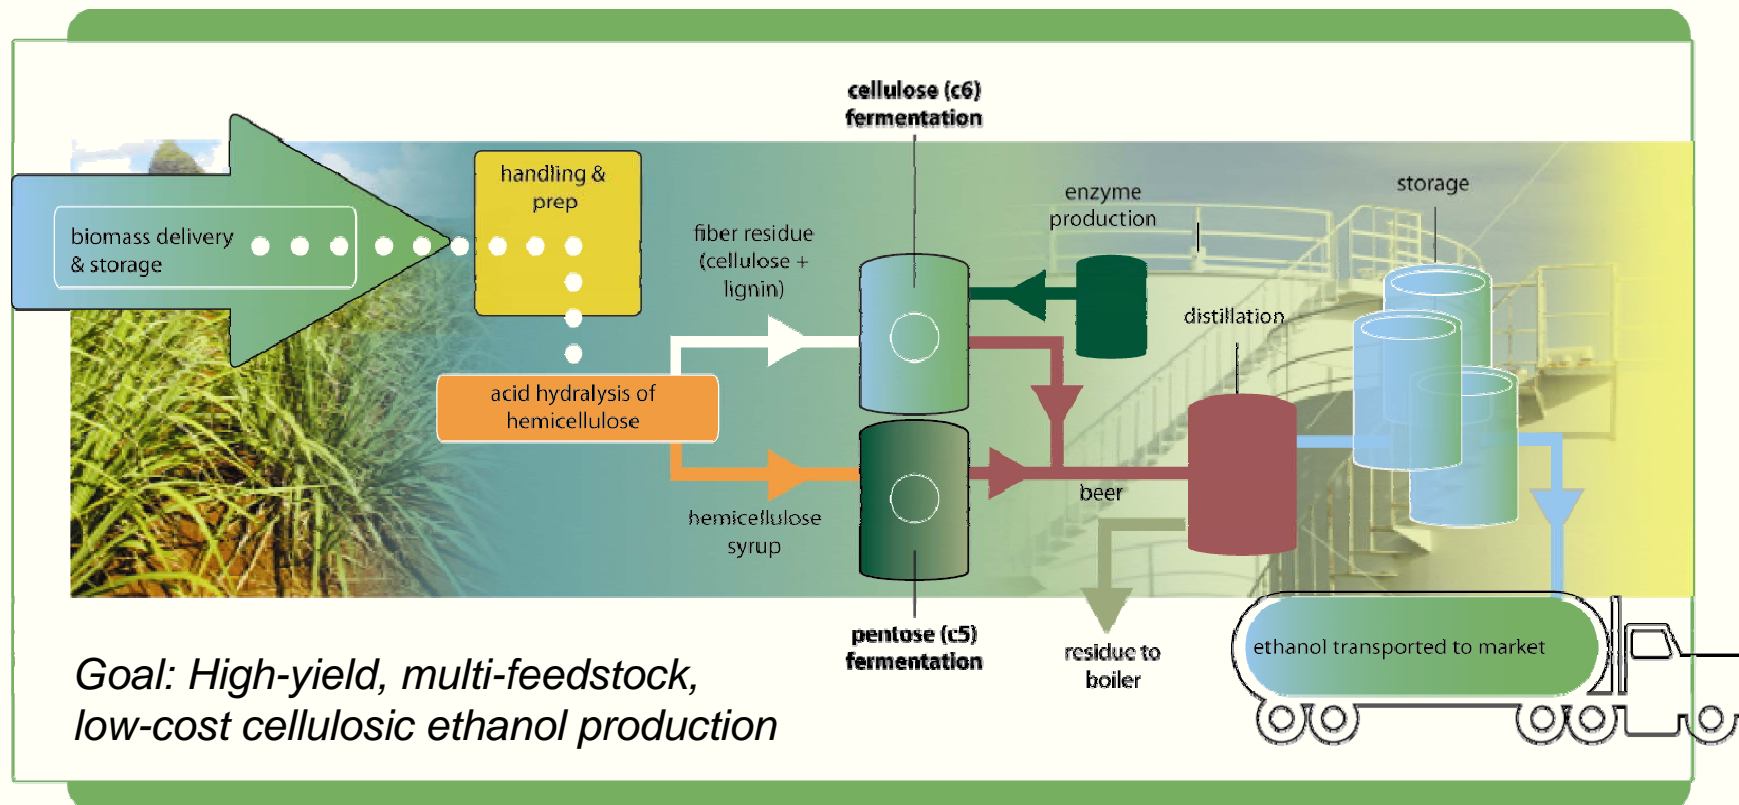 cellulose (c6)
fermentation
handling &
prep
biomass delivery
& storage
fiber residue
(cellulose +
lignin)
enzyme
production
storage
distillation
acid hydralysis of
hemicellulose
hemicellulose
syrup
beer
pentose (c5)
fermentation
residue to
boiler
ethanol transported to market
Goal: High-yield, multi-feedstock,
low-cost cellulosic ethanol production